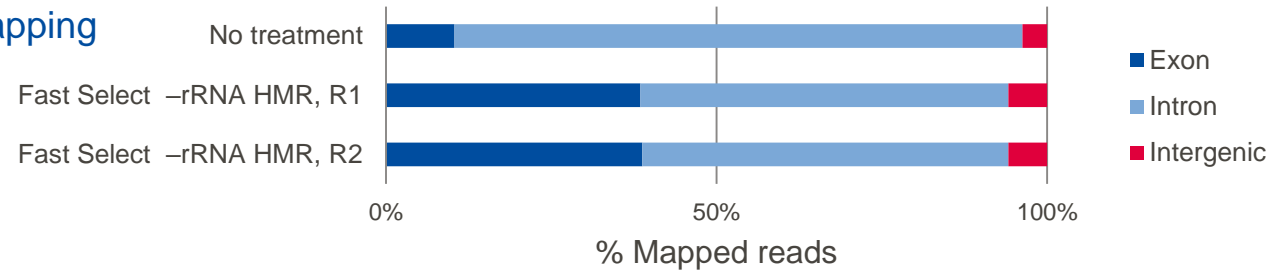 apping
No treatment
Fast Select –rRNA HMR, R1
Fast Select –rRNA HMR, R2
0% 50% 100%
% Mapped reads
Exon
Intron
Intergenic